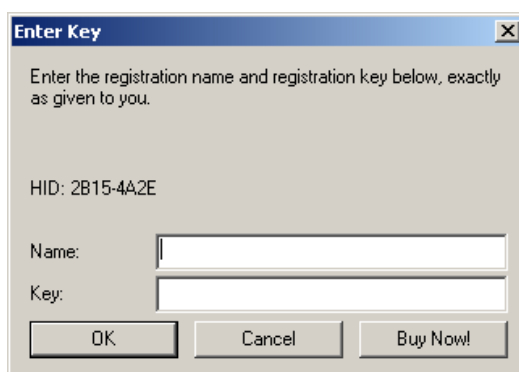 Enter Key
Enter the registration name and registration key below, exactly
as given to you.
HID: 2B15-4A2E
Name:
Key:
OK Cancel Buy Now!